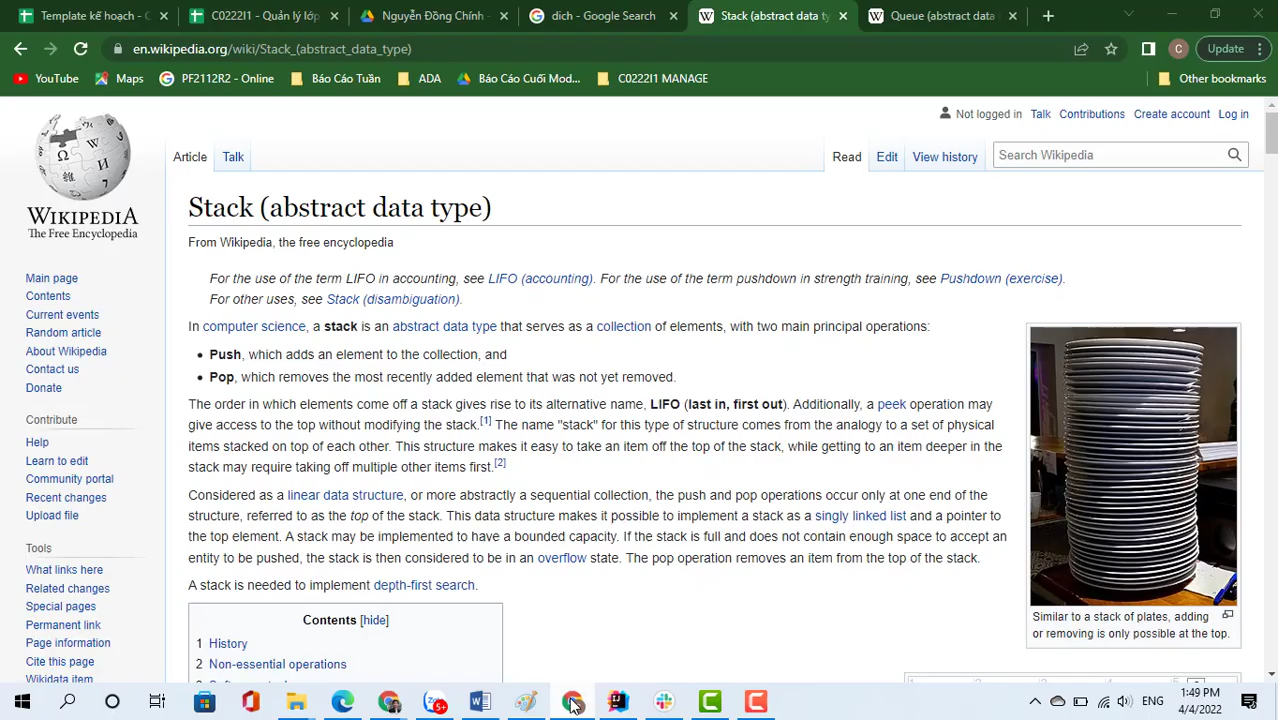 Template kế hoạch
C0222I1 - Quản lý lớp
Nguyễn Đồng Chính -
dich - Google Search
Stack (abstract data ty
Queue (abstract data
en.wikipedia.org/wiki/Stack_(abstract_data_type)
C
Update
YouTube
Maps
PF2112R2 - Online
Báo Cáo Tuần
ADA
Báo Cáo Cuối Mod...
C0222I1 MANAGE
Other bookmarks
Not logged in Talk Contributions Create account Log in
Article Talk
Read Edit View history
Search Wikipedia
WIKIPEDIA
The Free Encyclopedia
Main page
Contents
Current events
Random article
About Wikipedia
Contact us
Donate
Contribute
Help
Learn to edit
Community portal
Recent changes
Upload file
Tools
What links here
Related changes
Special pages
Permanent link
Page information
Cite this page
Wikidata item
Stack (abstract data type)
From Wikipedia, the free encyclopedia
For the use of the term LIFO in accounting, see LIFO (accounting). For the use of the term pushdown in strength training, see Pushdown (exercise).
For other uses, see Stack (disambiguation).
In computer science, a stack is an abstract data type that serves as a collection of elements, with two main principal operations:
• Push, which adds an element to the collection, and
• Pop, which removes the most recently added element that was not yet removed.
The order in which elements come off a stack gives rise to its alternative name, LIFO (last in, first out). Additionally, a peek operation may
give access to the top without modifying the stack.[1] The name "stack" for this type of structure comes from the analogy to a set of physical
items stacked on top of each other. This structure makes it easy to take an item off the top of the stack, while getting to an item deeper in the
stack may require taking off multiple other items first.[2]
Considered as a linear data structure, or more abstractly a sequential collection, the push and pop operations occur only at one end of the
structure, referred to as the top of the stack. This data structure makes it possible to implement a stack as a singly linked list and a pointer to
the top element. A stack may be implemented to have a bounded capacity. If the stack is full and does not contain enough space to accept an
entity to be pushed, the stack is then considered to be in an overflow state. The pop operation removes an item from the top of the stack.
A stack is needed to implement depth-first search.
Contents [hide]
1 History
2 Non-essential operations
Similar to a stack of plates, adding
or removing is only possible at the top.
ENG
1:49 PM
4/4/2022